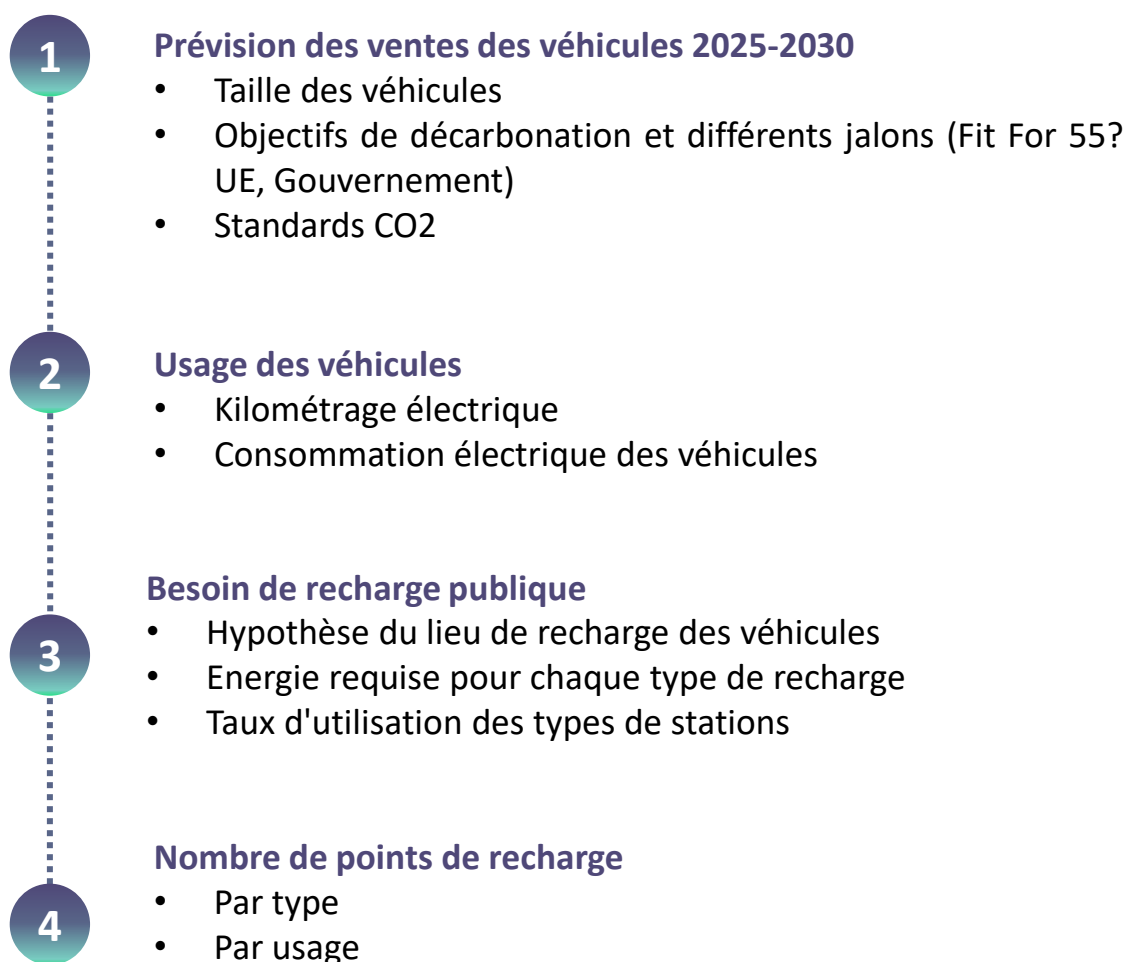 1
Prévision des ventes des véhicules 2025-2030
• Taille des véhicules
• Objectifs de décarbonation et différents jalons (Fit For 55?
UE, Gouvernement)
• Standards CO2
2
Usage des véhicules
• Kilométrage électrique
• Consommation électrique des véhicules
3
Besoin de recharge publique
• Hypothèse du lieu de recharge des véhicules
• Energie requise pour chaque type de recharge
• Taux d'utilisation des types de stations
4
Nombre de points de recharge
• Par type
• Par usage